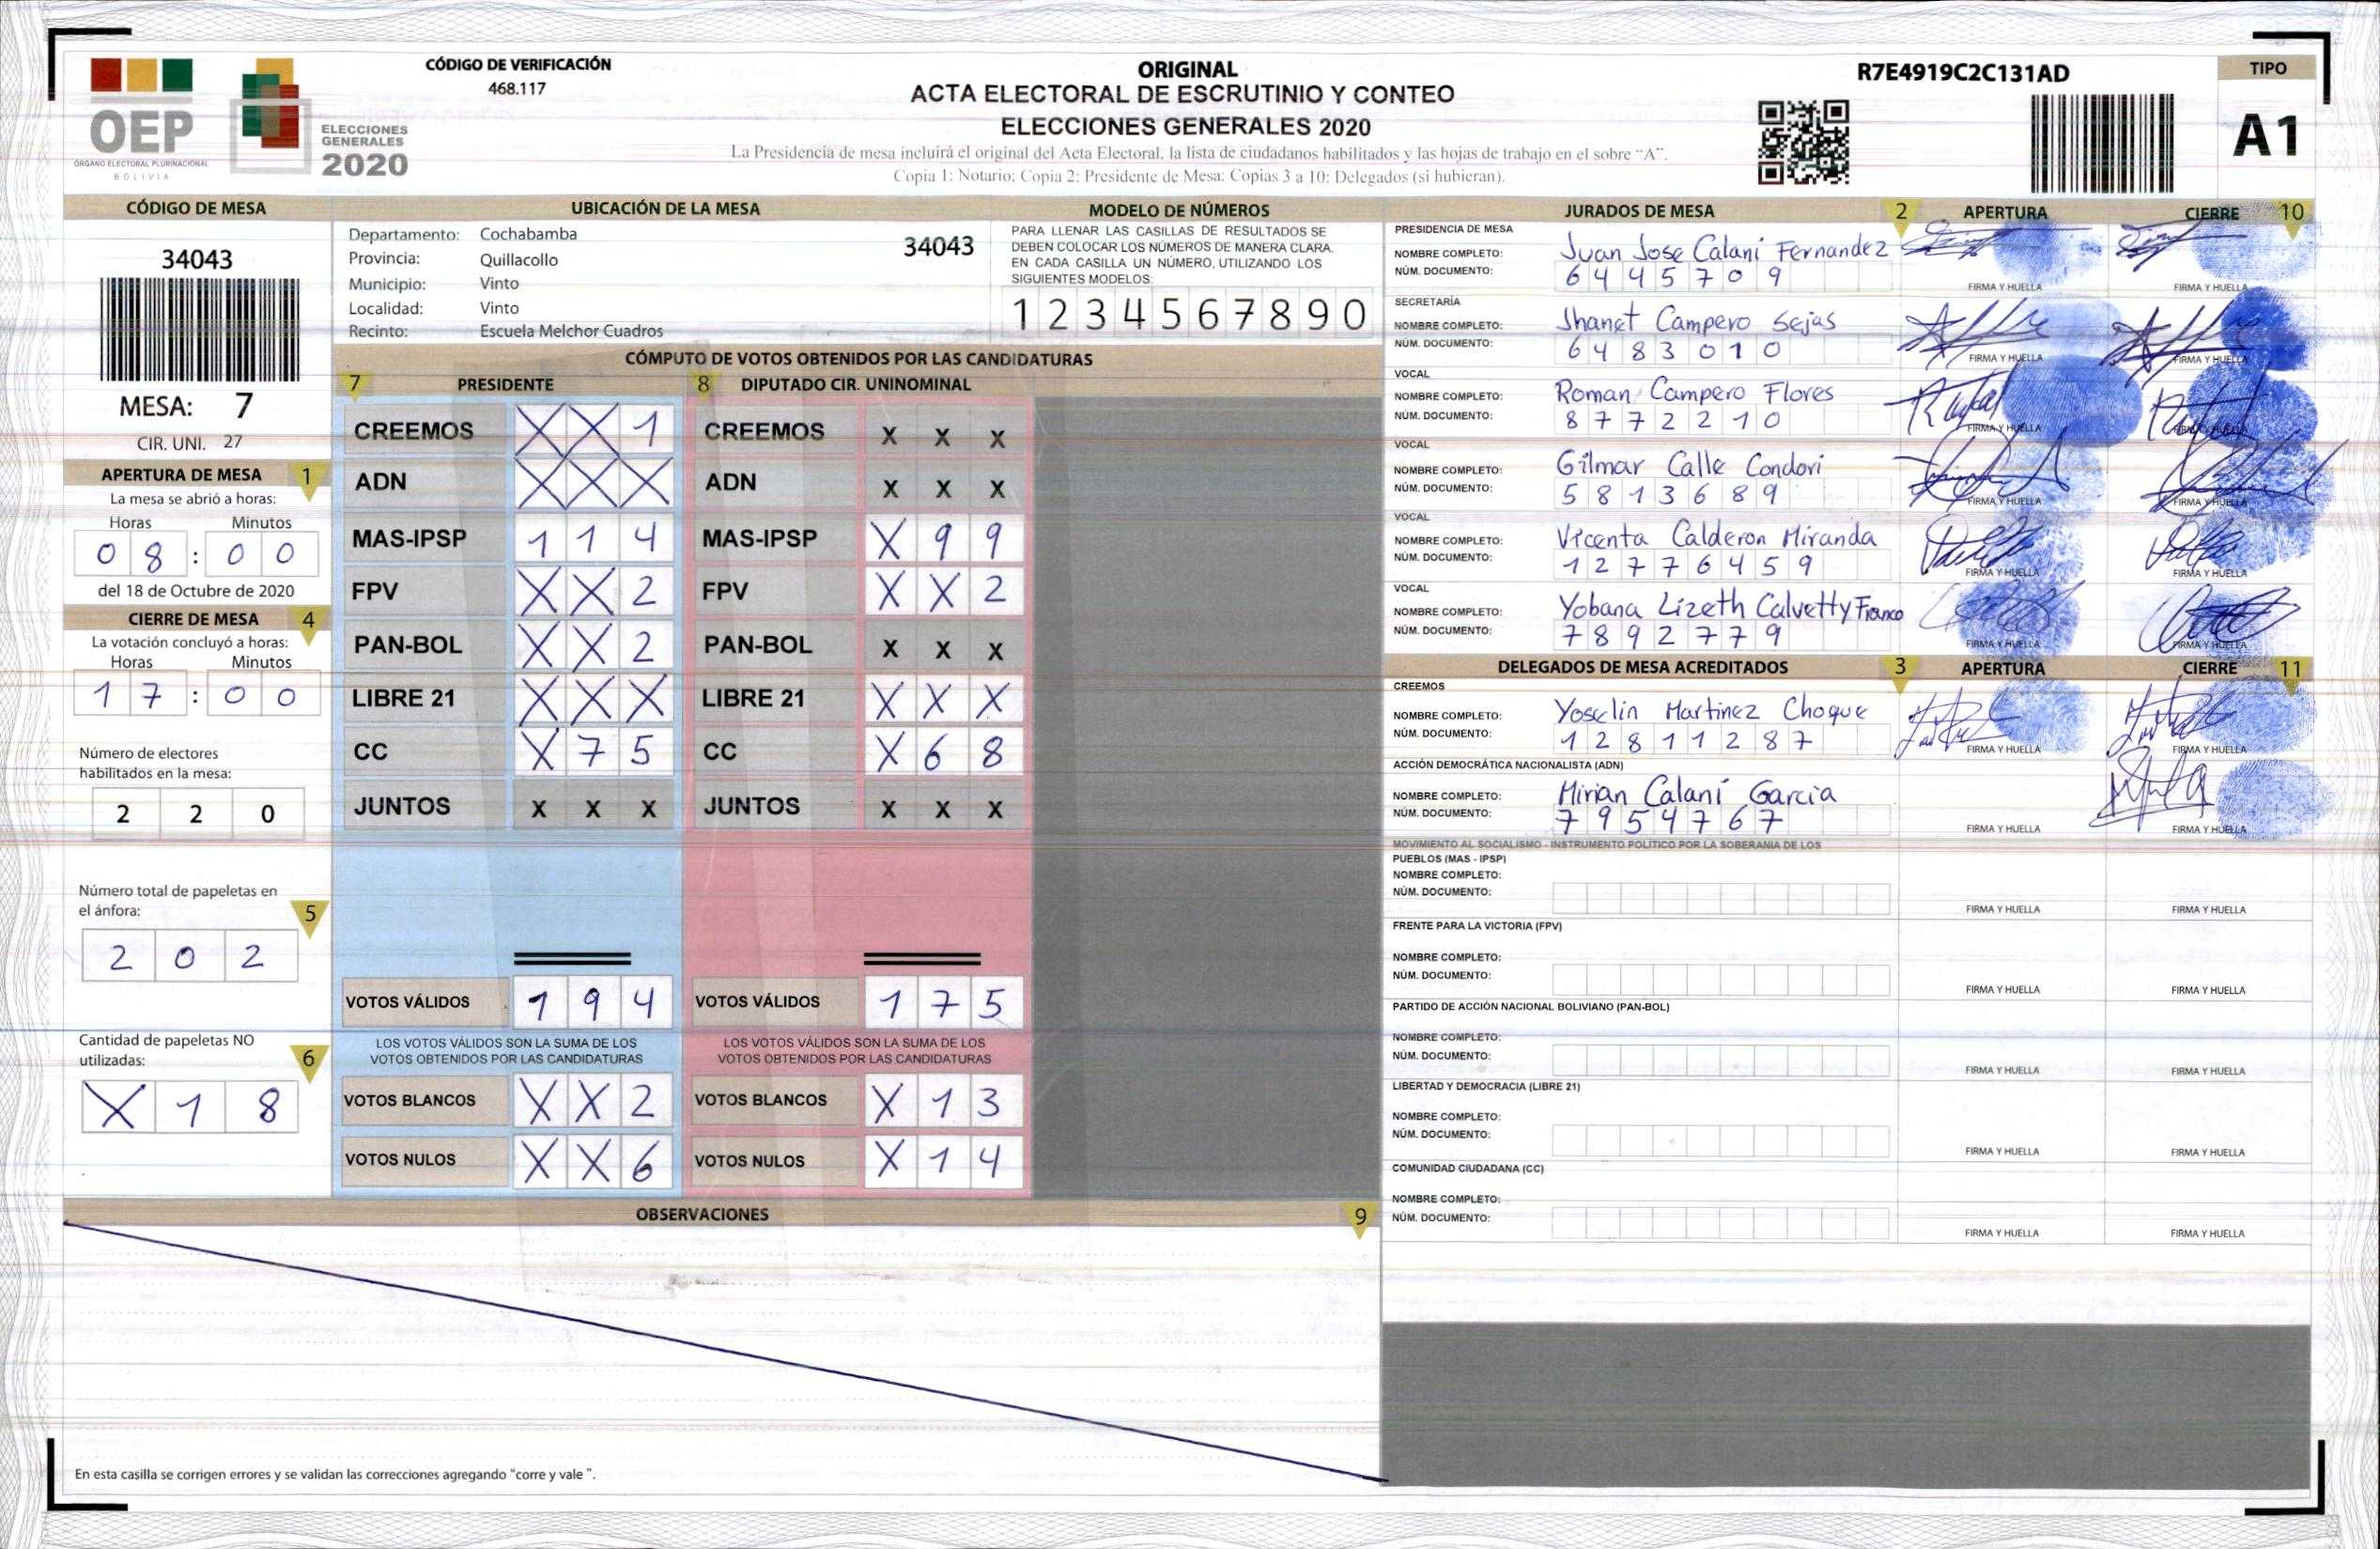 CÓDIGO DE VERIFICACIÓN
468.117
OEP
ÓRGANO ELECTORAL PLURINACIONAL
BOLIVIA
ELECCIONES
GENERALES
2020
ORIGINAL
ACTA ELECTORAL DE ESCRUTINIO Y CONTEO
ELECCIONES GENERALES 2020
La Presidencia de mesa incluirá el original del Acta Electoral, la lista de ciudadanos habilitados y las hojas de trabajo en el sobre “A”.
Copia 1: Notario; Copia 2: Presidente de Mesa; Copias 3 a 10: Delegados (si hubieran).
R7E4919C2C131AD
TIPO
A1
CÓDIGO DE MESA
34043
MESA: 7
CIR. UNI. 27
APERTURA DE MESA 1
La mesa se abrió a horas:
Horas Minutos
08 : 00
del 18 de Octubre de 2020
CIERRE DE MESA 4
La votación concluyó a horas:
Horas Minutos
17 : 00
Número de electores
habilitados en la mesa:
2 2 0
Número total de papeletas en
el ánfora: 5
2 0 2
Cantidad de papeletas NO
utilizadas: 6
X 1 8
UBICACIÓN DE LA MESA
Departamento: Cochabamba
Provincia: Quillacollo
Municipio: Vinto
Localidad: Vinto
Recinto: Escuela Melchor Cuadros
34043
MODELO DE NÚMEROS
PARA LLENAR LAS CASILLAS DE RESULTADOS SE
DEBEN COLOCAR LOS NÚMEROS DE MANERA CLARA.
EN CADA CASILLA UN NÚMERO, UTILIZANDO LOS
SIGUIENTES MODELOS:
1 2 3 4 5 6 7 8 9 0
CÓMPUTO DE VOTOS OBTENIDOS POR LAS CANDIDATURAS
7 PRESIDENTE 8 DIPUTADO CIR. UNINOMINAL
CREEMOS X X 1 CREEMOS X X X
ADN X X X ADN X X X
MAS-IPSP 1 1 4 MAS-IPSP X 9 9
FPV X X 2 FPV X X 2
PAN-BOL X X 2 PAN-BOL X X X
LIBRE 21 X X X LIBRE 21 X X X
CC X 7 5 CC X 6 8
JUNTOS X X X JUNTOS X X X
VOTOS VÁLIDOS 1 9 4 VOTOS VÁLIDOS 1 7 5
LOS VOTOS VÁLIDOS SON LA SUMA DE LOS LOS VOTOS VÁLIDOS SON LA SUMA DE LOS
VOTOS OBTENIDOS POR LAS CANDIDATURAS VOTOS OBTENIDOS POR LAS CANDIDATURAS
VOTOS BLANCOS X X 2 VOTOS BLANCOS X 1 3
VOTOS NULOS X X 6 VOTOS NULOS X 1 4
OBSERVACIONES 9
En esta casilla se corrigen errores y se validan las correcciones agregando "corre y vale ".
JURADOS DE MESA 2 APERTURA CIERRE 10
PRESIDENCIA DE MESA
NOMBRE COMPLETO: Juan Jose Calani Fernandez
NÚM. DOCUMENTO: 6445709
FIRMA Y HUELLA FIRMA Y HUELLA
SECRETARÍA
NOMBRE COMPLETO: Jhanet Campero Sejas
NÚM. DOCUMENTO: 6483010
FIRMA Y HUELLA FIRMA Y HUELLA
VOCAL
NOMBRE COMPLETO: Roman Campero Flores
NÚM. DOCUMENTO: 8772210
FIRMA Y HUELLA FIRMA Y HUELLA
VOCAL
NOMBRE COMPLETO: Gilmar Calle Condori
NÚM. DOCUMENTO: 5813689
FIRMA Y HUELLA FIRMA Y HUELLA
VOCAL
NOMBRE COMPLETO: Vicenta Calderon Miranda
NÚM. DOCUMENTO: 12776459
FIRMA Y HUELLA FIRMA Y HUELLA
VOCAL
NOMBRE COMPLETO: Yobana Lizeth Calvetty Franco
NÚM. DOCUMENTO: 7892779
FIRMA Y HUELLA FIRMA Y HUELLA
DELEGADOS DE MESA ACREDITADOS 3 APERTURA CIERRE 11
CREEMOS
NOMBRE COMPLETO: Yoselin Martinez Choque
NÚM. DOCUMENTO: 12811287
FIRMA Y HUELLA FIRMA Y HUELLA
ACCIÓN DEMOCRÁTICA NACIONALISTA (ADN)
NOMBRE COMPLETO: Mirian Calani Garcia
NÚM. DOCUMENTO: 7954767
FIRMA Y HUELLA FIRMA Y HUELLA
MOVIMIENTO AL SOCIALISMO - INSTRUMENTO POLÍTICO POR LA SOBERANIA DE LOS
PUEBLOS (MAS - IPSP)
NOMBRE COMPLETO:
NÚM. DOCUMENTO:
FIRMA Y HUELLA FIRMA Y HUELLA
FRENTE PARA LA VICTORIA (FPV)
NOMBRE COMPLETO:
NÚM. DOCUMENTO:
FIRMA Y HUELLA FIRMA Y HUELLA
PARTIDO DE ACCIÓN NACIONAL BOLIVIANO (PAN-BOL)
NOMBRE COMPLETO:
NÚM. DOCUMENTO:
FIRMA Y HUELLA FIRMA Y HUELLA
LIBERTAD Y DEMOCRACIA (LIBRE 21)
NOMBRE COMPLETO:
NÚM. DOCUMENTO:
FIRMA Y HUELLA FIRMA Y HUELLA
COMUNIDAD CIUDADANA (CC)
NOMBRE COMPLETO:
NÚM. DOCUMENTO:
FIRMA Y HUELLA FIRMA Y HUELLA